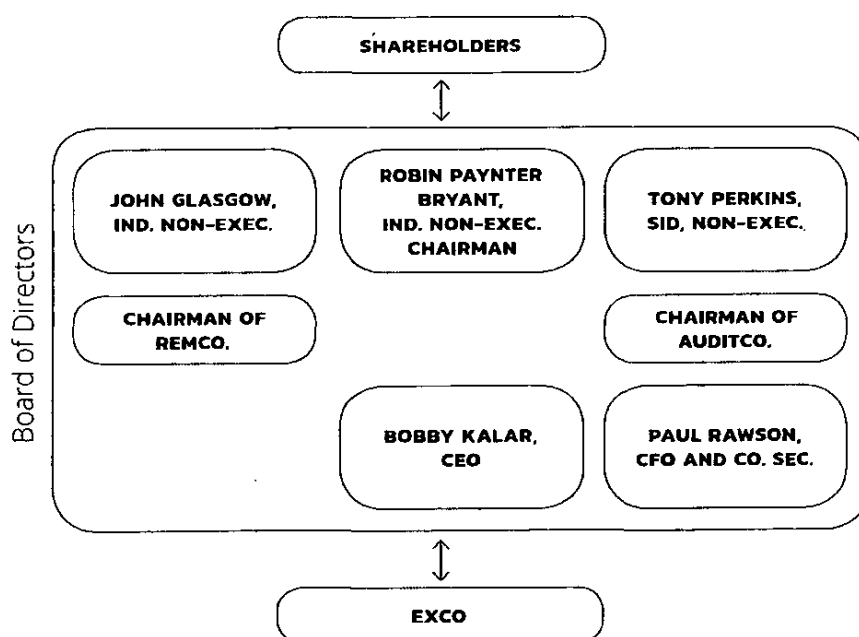 SHAREHOLDERS
Board of Directors
JOHN GLASGOW,
IND. NON-EXEC.
ROBIN PAYNTER
BRYANT,
IND. NON-EXEC.
CHAIRMAN
TONY PERKINS,
SID, NON-EXEC.
CHAIRMAN OF
REMCO.
CHAIRMAN OF
AUDITCO.
BOBBY KALAR,
CEO
PAUL RAWSON,
CFO AND CO. SEC.
EXCO